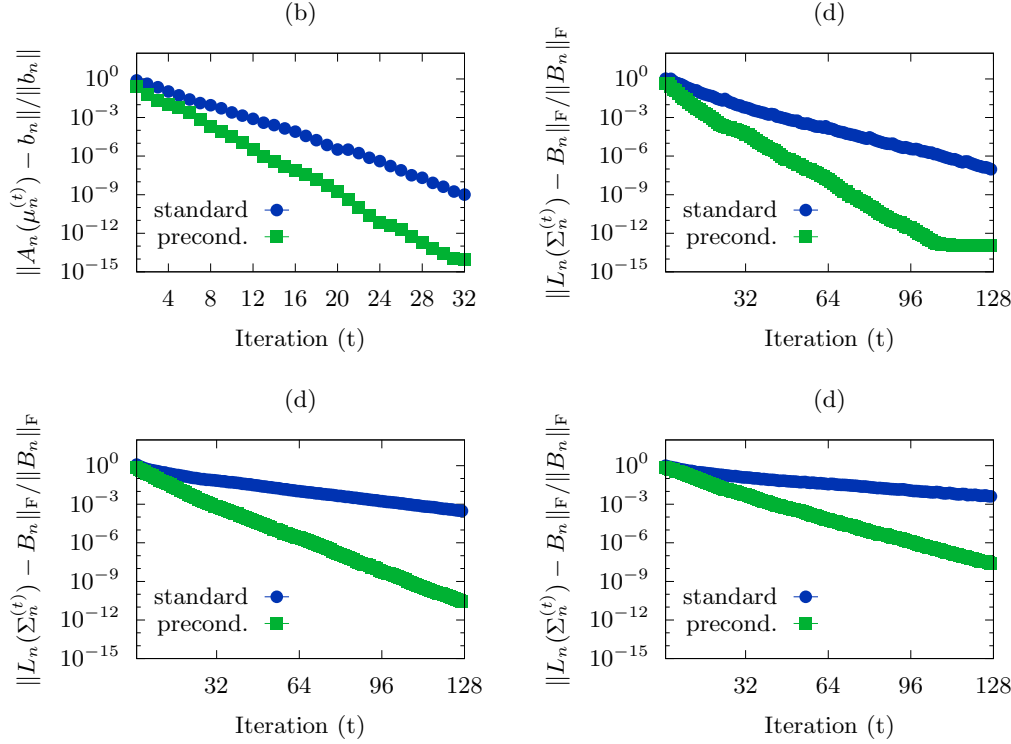 (b)
||A_n(μ_n^{(t)}) − b_n||/||b_n||
10^0
10^{−3}
10^{−6}
10^{−9}
10^{−12}
10^{−15}
standard
precond.
4 8 12 16 20 24 28 32
Iteration (t)
(d)
||L_n(Σ_n^{(t)}) − B_n||_F/||B_n||_F
10^0
10^{−3}
10^{−6}
10^{−9}
10^{−12}
10^{−15}
standard
precond.
32 64 96 128
Iteration (t)
(d)
||L_n(Σ_n^{(t)}) − B_n||_F/||B_n||_F
10^0
10^{−3}
10^{−6}
10^{−9}
10^{−12}
10^{−15}
standard
precond.
32 64 96 128
Iteration (t)
(d)
||L_n(Σ_n^{(t)}) − B_n||_F/||B_n||_F
10^0
10^{−3}
10^{−6}
10^{−9}
10^{−12}
10^{−15}
standard
precond.
32 64 96 128
Iteration (t)